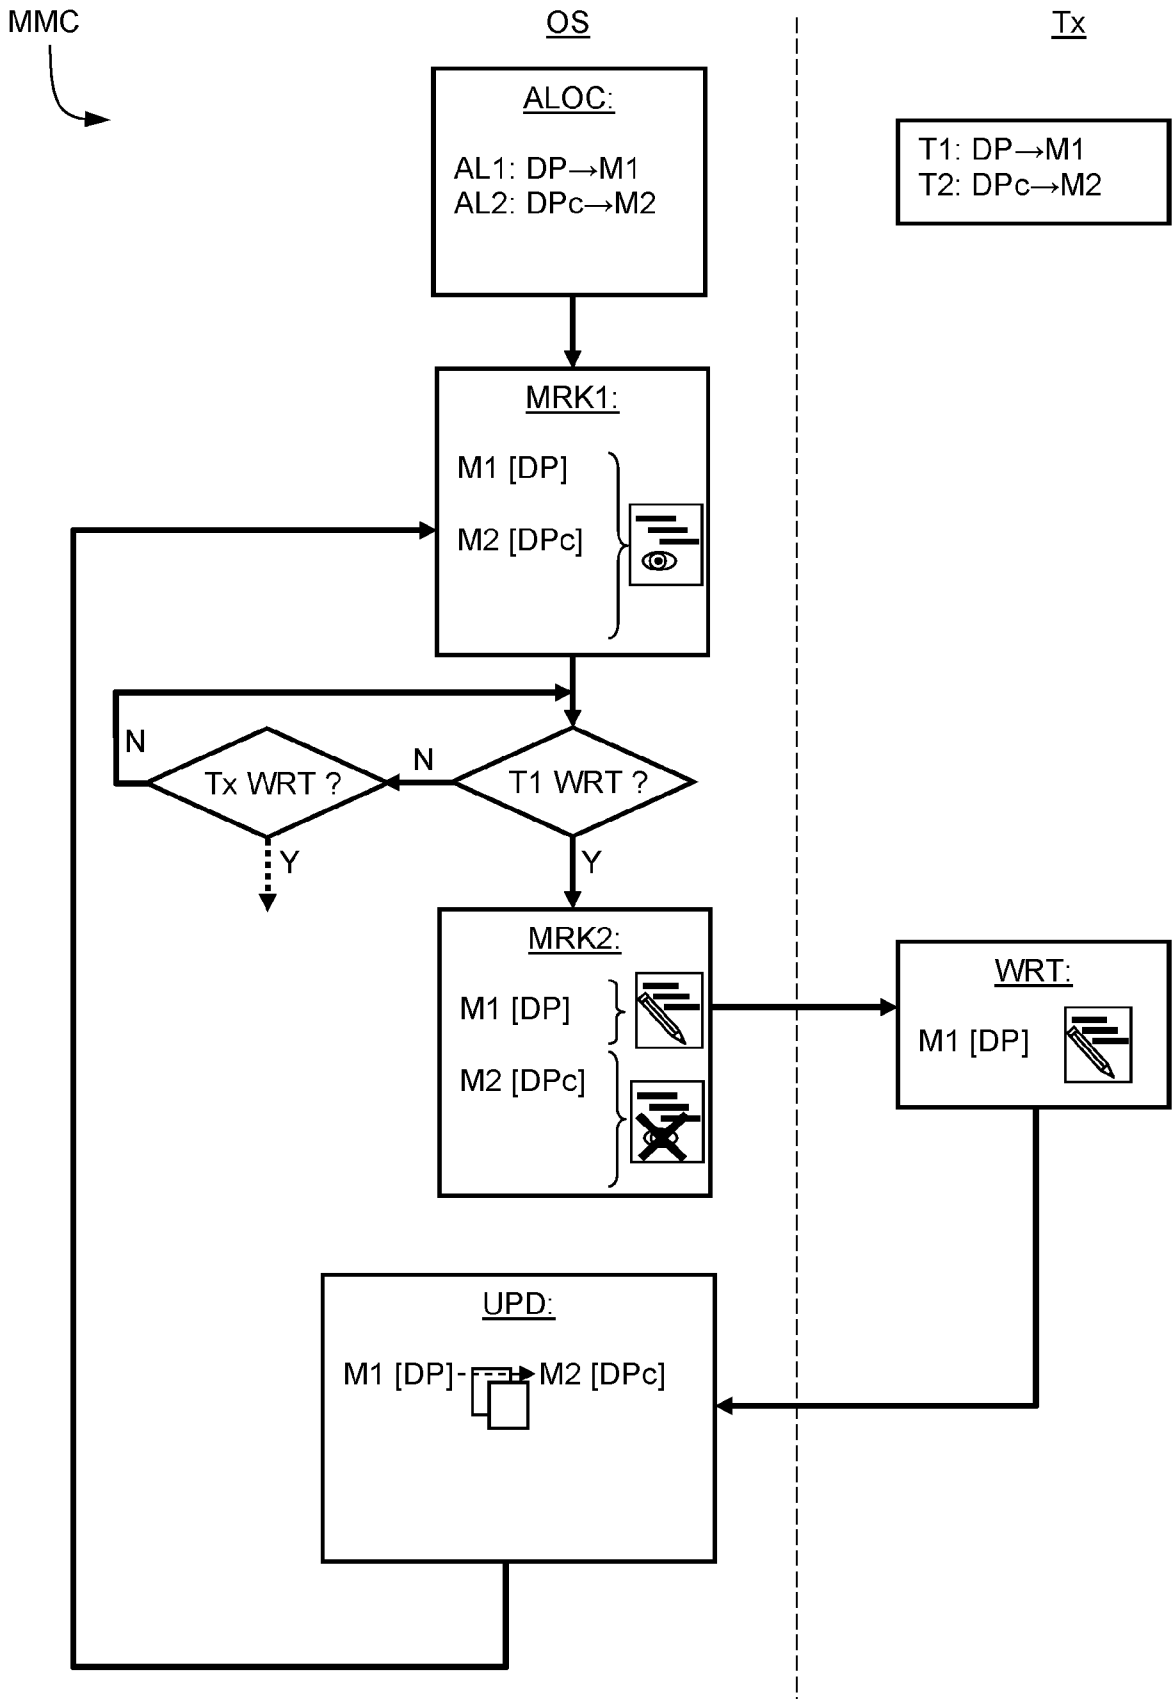 MMC
OS
Tx
ALOC:
AL1: DP→M1
AL2: DPc→M2
T1: DP→M1
T2: DPc→M2
MRK1:
M1 [DP]
M2 [DPc]
N
Tx WRT ?
N
T1 WRT ?
Y
Y
MRK2:
M1 [DP]
M2 [DPc]
WRT:
M1 [DP]
UPD:
M1 [DP] M2 [DPc]